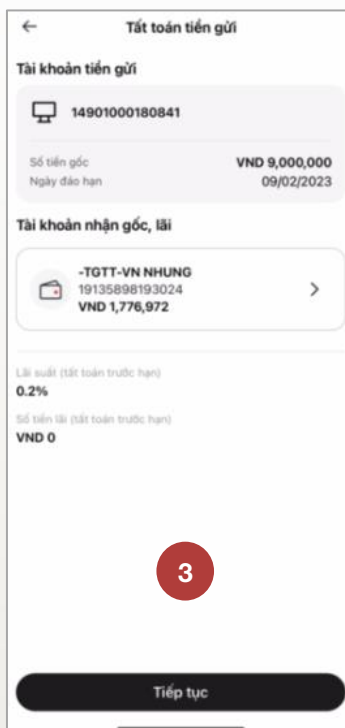 Tất toán tiền gửi
Tài khoản tiền gửi
14901000180841
Số tiền gốc VND 9,000,000
Ngày đáo hạn 09/02/2023
Tài khoản nhận gốc, lãi
-TGTT-VN NHUNG
19135898193024
VND 1,776,972
Lãi suất (tất toán trước hạn)
0.2%
Số tiền lãi (tất toán trước hạn)
VND 0
3
Tiếp tục